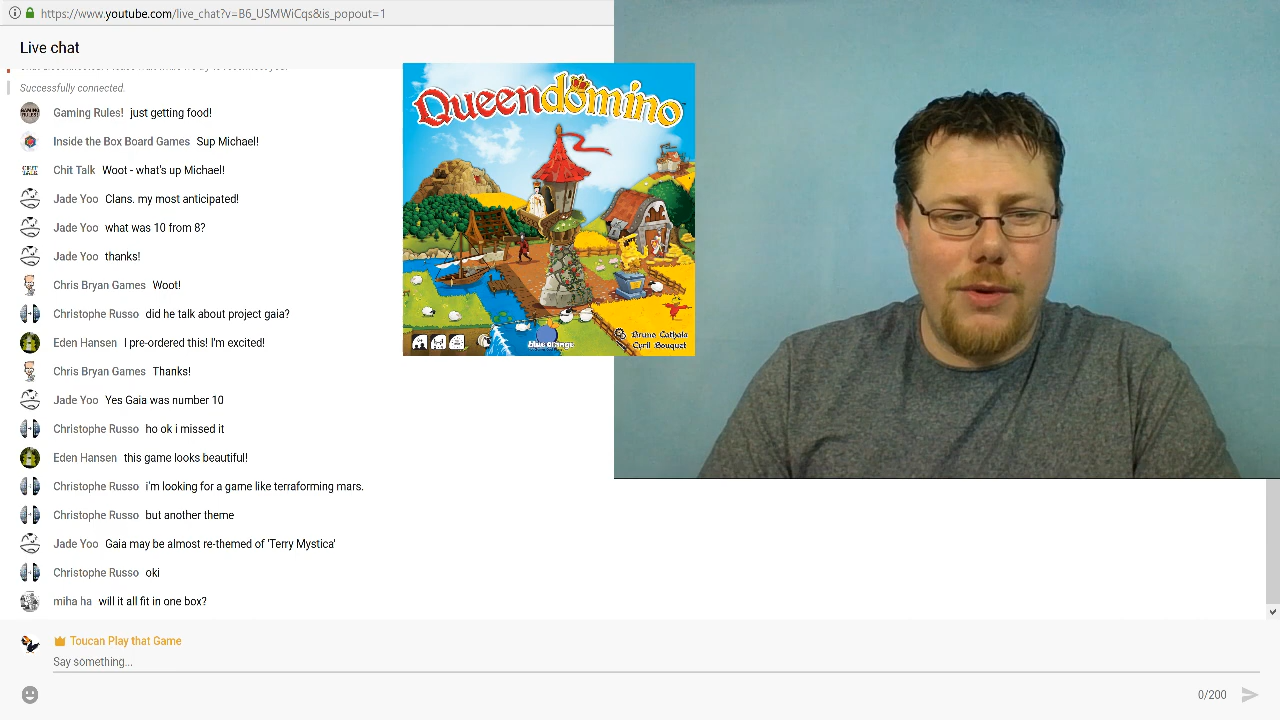 https://www.youtube.com/live_chat?v=B6_USMWiCqs&is_popout=1
Live chat
Successfully connected.
Gaming Rules! just getting food!
Inside the Box Board Games Sup Michael!
Chit Talk Woot - what's up Michael!
Jade Yoo Clans. my most anticipated!
Jade Yoo what was 10 from 8?
Jade Yoo thanks!
Chris Bryan Games Woot!
Christophe Russo did he talk about project gaia?
Eden Hansen I pre-ordered this! I'm excited!
Chris Bryan Games Thanks!
Jade Yoo Yes Gaia was number 10
Christophe Russo ho ok i missed it
Eden Hansen this game looks beautiful!
Christophe Russo i'm looking for a game like terraforming mars.
Christophe Russo but another theme
Jade Yoo Gaia may be almost re-themed of 'Terry Mystica'
Christophe Russo oki
miha ha will it all fit in one box?
Toucan Play that Game
Say something...
0/200
Queendomino
Bruno Cathala
Cyril Bouquet
Blue Orange